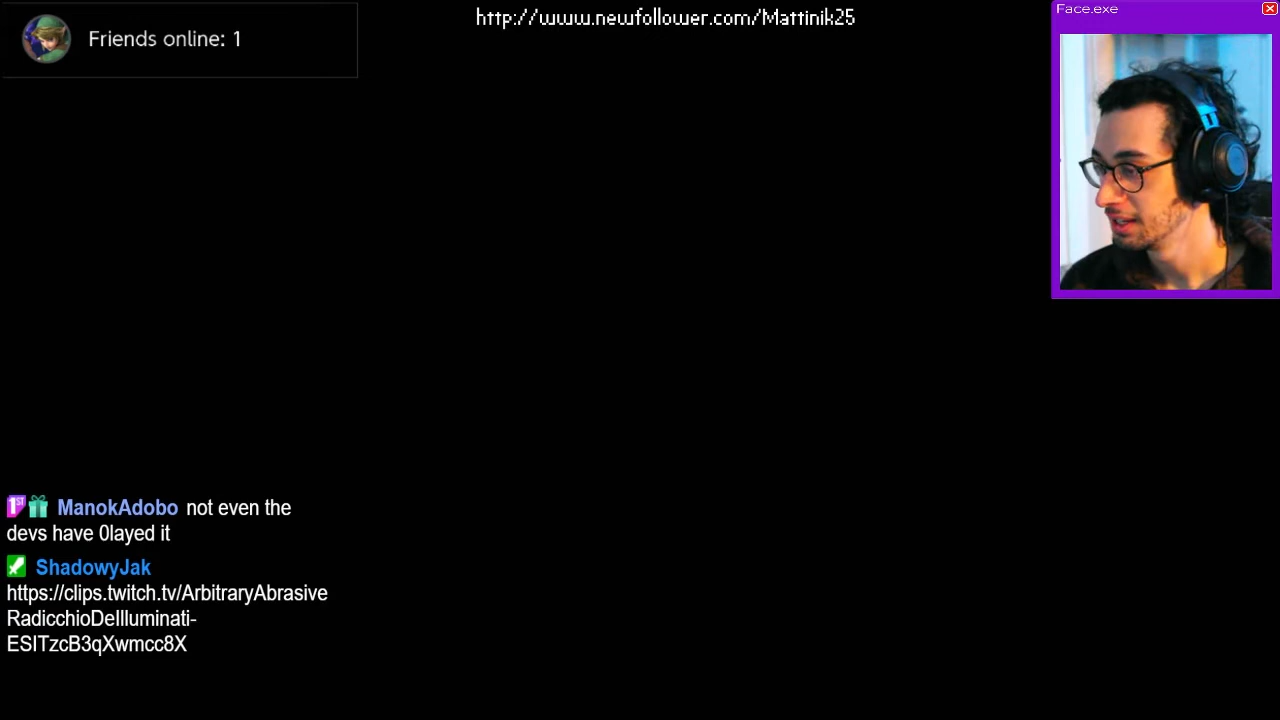 Friends online: 1
http://www.newfollower.com/Mattinik25
Face.exe
1ST ManokAdobo not even the
devs have 0layed it
ShadowyJak
https://clips.twitch.tv/ArbitraryAbrasive
RadicchioDeIlluminati-
ESITzcB3qXwmcc8X